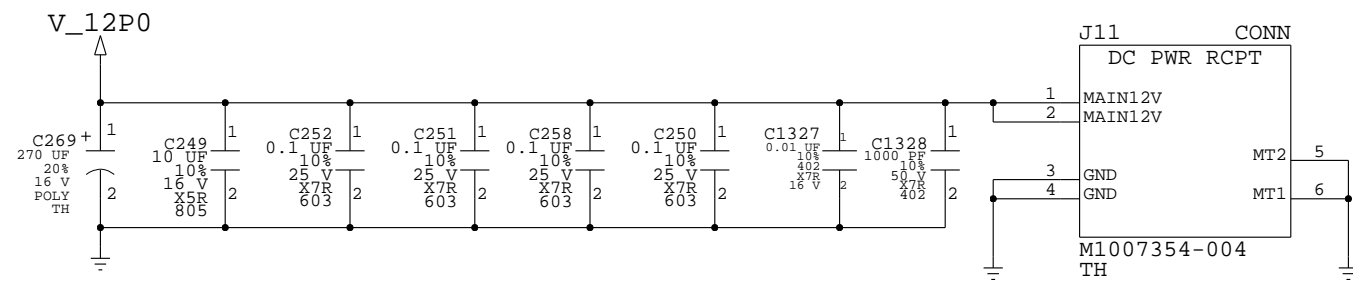 V_12P0
C269
+
1
270 UF
20%
16 V
POLY
TH
2
C249
1
10 UF
10%
16 V
X5R
805
2
C252
1
0.1 UF
10%
25 V
X7R
603
2
C251
1
0.1 UF
10%
25 V
X7R
603
2
C258
1
0.1 UF
10%
25 V
X7R
603
2
C250
1
0.1 UF
10%
25 V
X7R
603
2
C1327
1
0.01 UF
10%
402
X7R
16 V
2
C1328
1
1000 PF
10%
50 V
X7R
402
2
J11 CONN
DC PWR RCPT
1 MAIN12V
2 MAIN12V
MT2 5
3 GND
4 GND
MT1 6
M1007354-004
TH